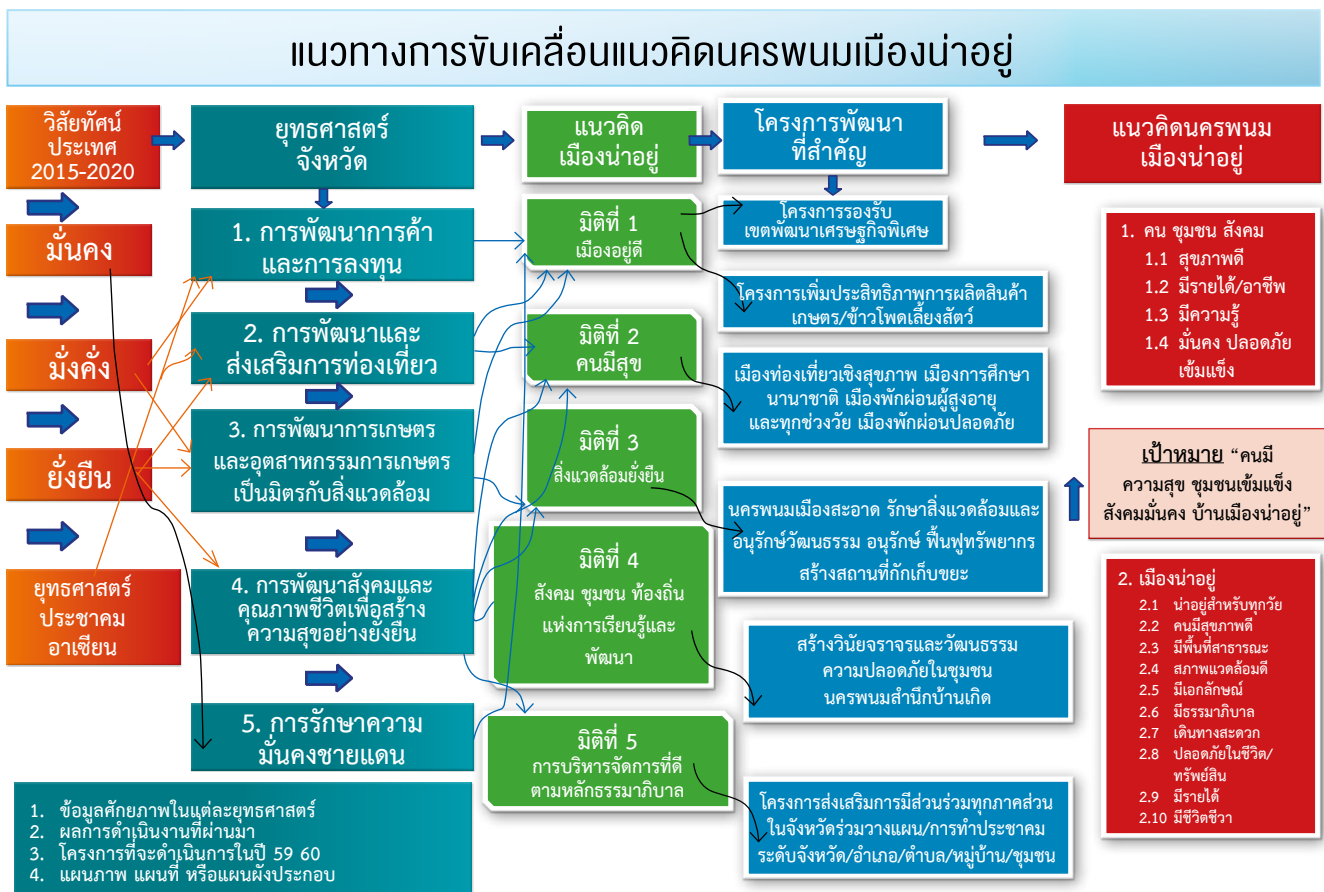 แนวทางการขับเคลื่อนแนวคิดนครพนมเมืองน่าอยู่
วิสัยทัศน์
ประเทศ
2015-2020
มั่นคง
มั่งคั่ง
ยั่งยืน
ยุทธศาสตร์
ประชาคม
อาเซียน
ยุทธศาสตร์
จังหวัด
1. การพัฒนาการค้า
และการลงทุน
2. การพัฒนาและ
ส่งเสริมการท่องเที่ยว
3. การพัฒนาการเกษตร
และอุตสาหกรรมการเกษตร
เป็นมิตรกับสิ่งแวดล้อม
4. การพัฒนาสังคมและ
คุณภาพชีวิตเพื่อสร้าง
ความสุขอย่างยั่งยืน
5. การรักษาความ
มั่นคงชายแดน
1. ข้อมูลศักยภาพในแต่ละยุทธศาสตร์
2. ผลการดำเนินงานที่ผ่านมา
3. โครงการที่จะดำเนินการในปี 59 60
4. แผนภาพ แผนที่ หรือแผนผังประกอบ
แนวคิด
เมืองน่าอยู่
มิติที่ 1
เมืองอยู่ดี
มิติที่ 2
คนมีสุข
มิติที่ 3
สิ่งแวดล้อมยั่งยืน
มิติที่ 4
สังคม ชุมชน ท้องถิ่น
แห่งการเรียนรู้และ
พัฒนา
มิติที่ 5
การบริหารจัดการที่ดี
ตามหลักธรรมาภิบาล
โครงการพัฒนา
ที่สำคัญ
โครงการรองรับ
เขตพัฒนาเศรษฐกิจพิเศษ
โครงการเพิ่มประสิทธิภาพการผลิตสินค้า
เกษตร/ข้าวโพดเลี้ยงสัตว์
เมืองท่องเที่ยวเชิงสุขภาพ เมืองการศึกษา
นานาชาติ เมืองพักผ่อนผู้สูงอายุ
และทุกช่วงวัย เมืองพักผ่อนปลอดภัย
นครพนมเมืองสะอาด รักษาสิ่งแวดล้อมและ
อนุรักษ์วัฒนธรรม อนุรักษ์ ฟื้นฟูทรัพยากร
สร้างสถานที่กักเก็บขยะ
สร้างวินัยจราจรและวัฒนธรรม
ความปลอดภัยในชุมชน
นครพนมสำนึกบ้านเกิด
โครงการส่งเสริมการมีส่วนร่วมทุกภาคส่วน
ในจังหวัดร่วมวางแผน/การทำประชาคม
ระดับจังหวัด/อำเภอ/ตำบล/หมู่บ้าน/ชุมชน
แนวคิดนครพนม
เมืองน่าอยู่
1. คน ชุมชน สังคม
1.1 สุขภาพดี
1.2 มีรายได้/อาชีพ
1.3 มีความรู้
1.4 มั่นคง ปลอดภัย
เข้มแข็ง
เป้าหมาย “คนมี
ความสุข ชุมชนเข้มแข็ง
สังคมมั่นคง บ้านเมืองน่าอยู่”
2. เมืองน่าอยู่
2.1 น่าอยู่สำหรับทุกวัย
2.2 คนมีสุขภาพดี
2.3 มีพื้นที่สาธารณะ
2.4 สภาพแวดล้อมดี
2.5 มีเอกลักษณ์
2.6 มีธรรมาภิบาล
2.7 เดินทางสะดวก
2.8 ปลอดภัยในชีวิต/
ทรัพย์สิน
2.9 มีรายได้
2.10 มีชีวิตชีวา